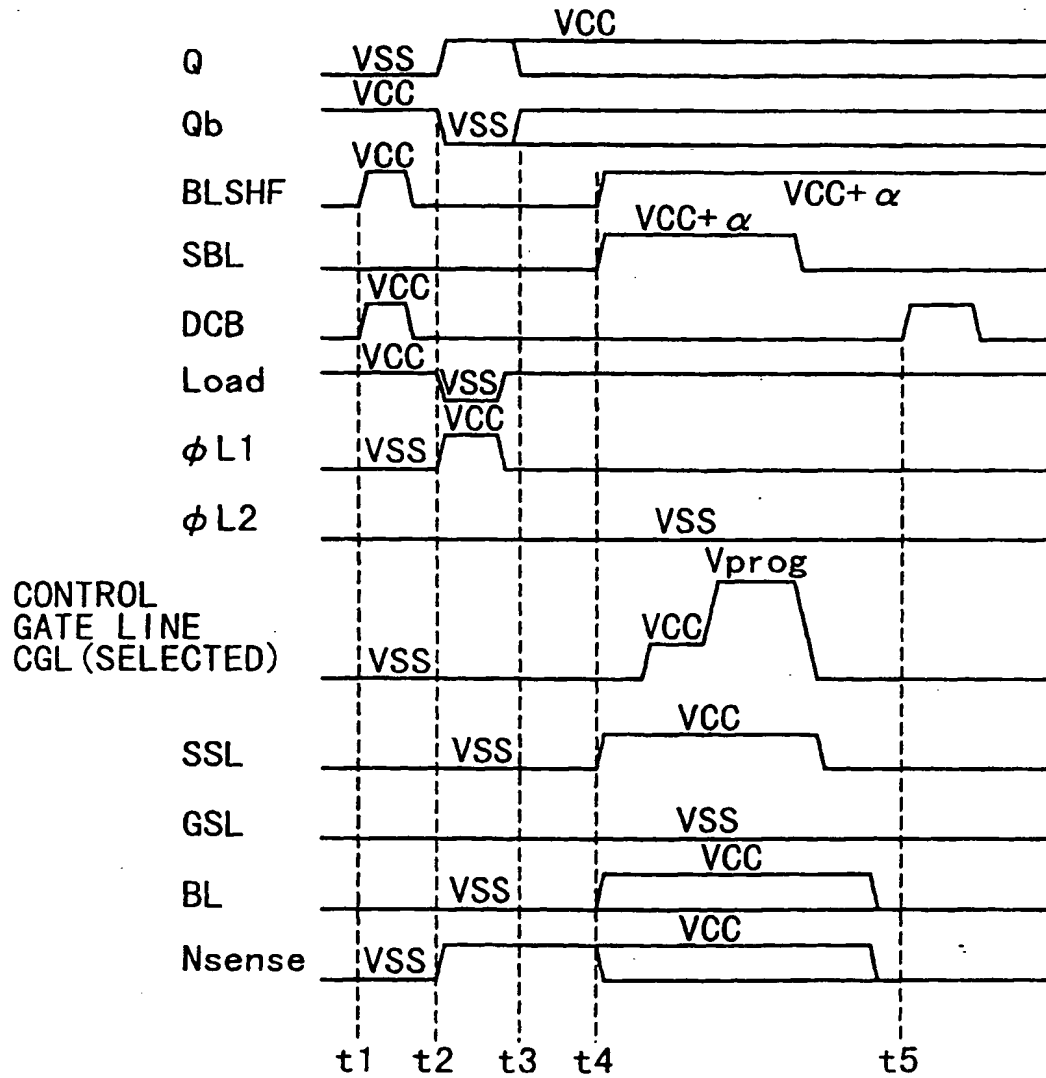 VCC
Q VSS
VCC
Qb VSS
VCC
BLSHF VCC+α
VCC+α
SBL
VCC
DCB
VCC
Load VSS
VCC
φL1 VSS
φL2 VSS
Vprog
CONTROL
GATE LINE VCC
CGL(SELECTED) VSS
VCC
SSL VSS
GSL VSS
VCC
BL VSS
VCC
Nsense VSS
t1 t2 t3 t4 t5